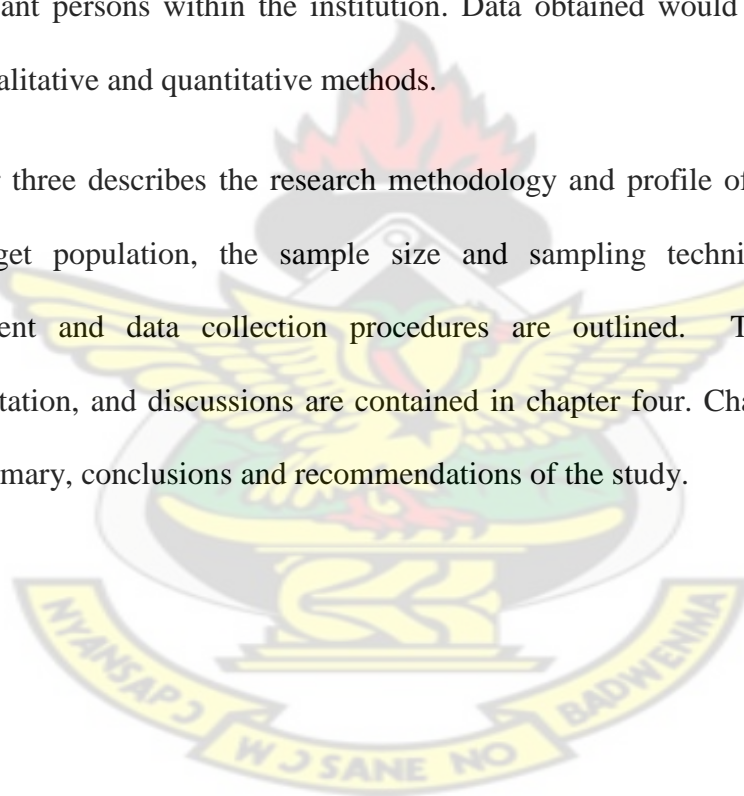 ant persons within the institution. Data obtained would
alitative and quantitative methods.
three describes the research methodology and profile of
get population, the sample size and sampling techni
ent and data collection procedures are outlined. T
tation, and discussions are contained in chapter four. Cha
mary, conclusions and recommendations of the study.
NYANSAPƆ WƆSANE NO BADWENMA